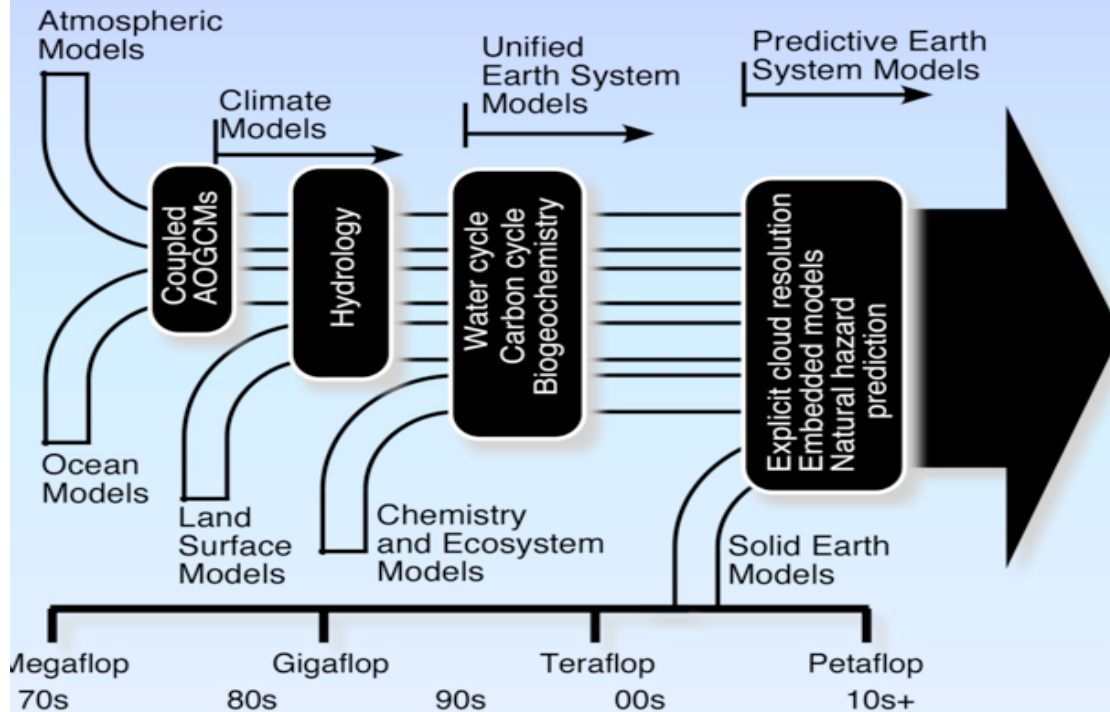 Atmospheric
Models
Climate
Models
Unified
Earth System
Models
Predictive Earth
System Models
Coupled
AOGCMs
Hydrology
Water cycle
Carbon cycle
Biogeochemistry
Explicit cloud resolution
Embedded models
Natural hazard
prediction
Ocean
Models
Land
Surface
Models
Chemistry
and Ecosystem
Models
Solid Earth
Models
Megaflop
Gigaflop
Teraflop
Petaflop
70s
80s
90s
00s
10s+